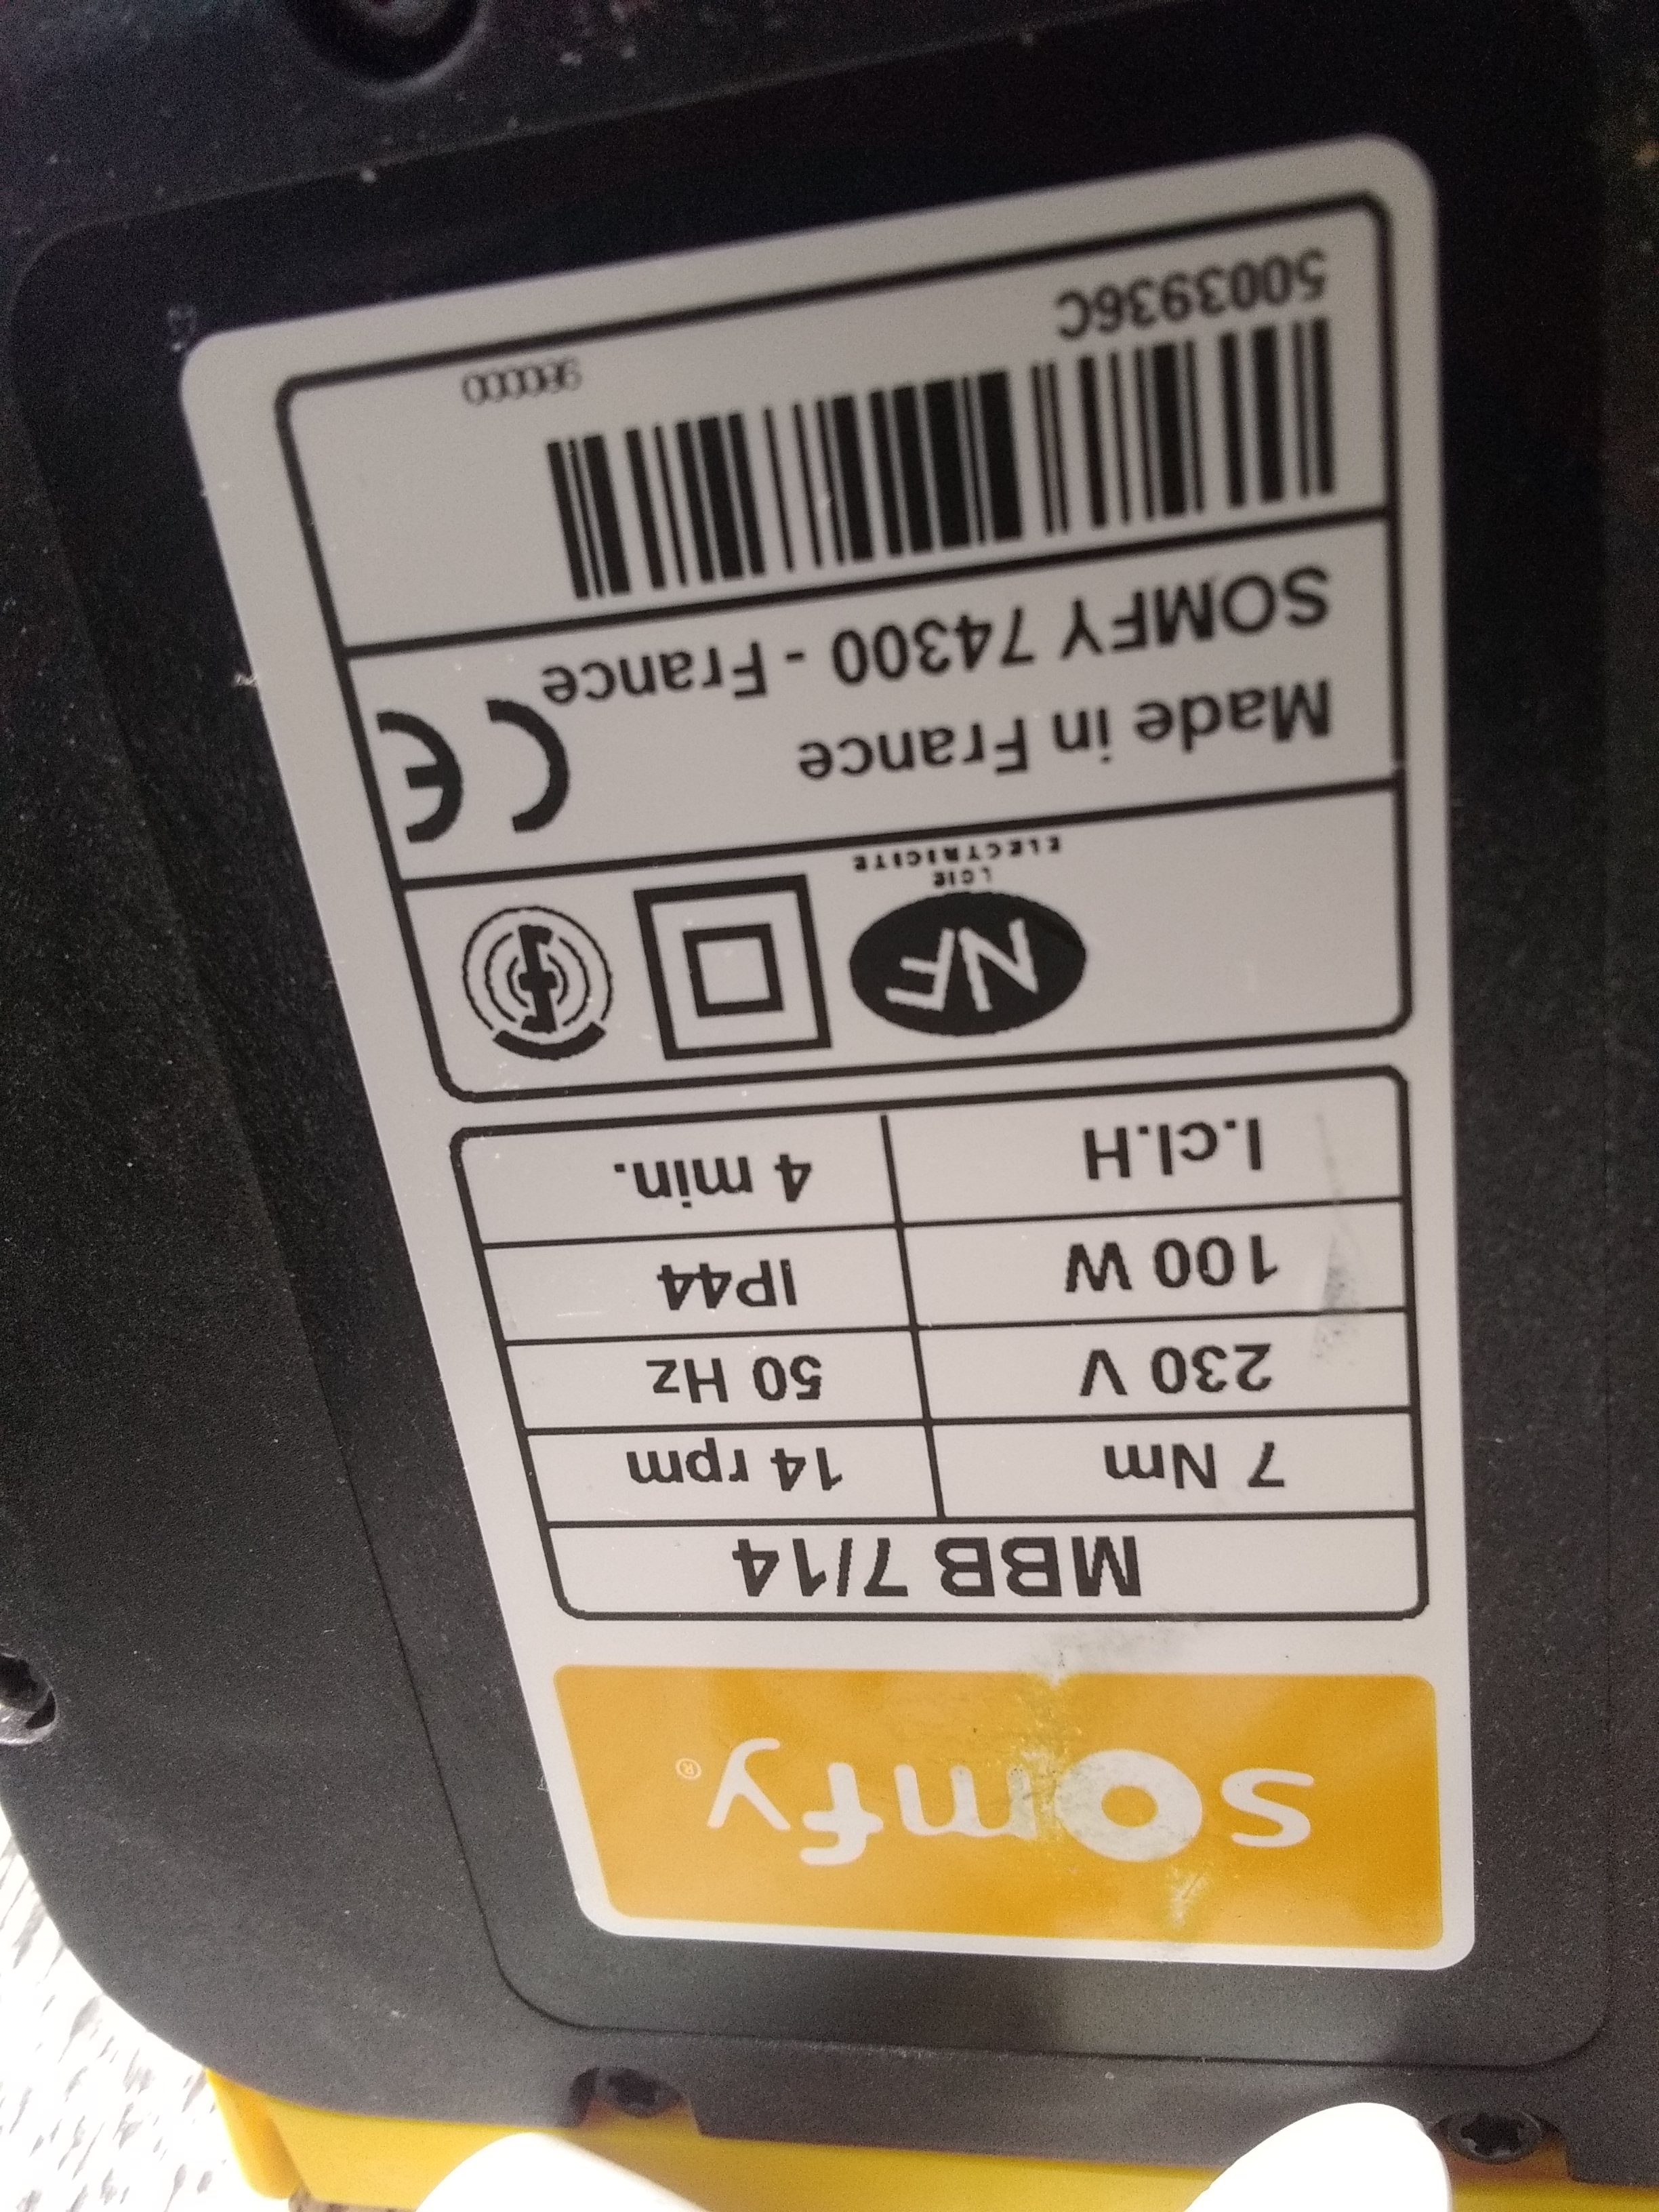 somfy®
MBB 7/14
7 Nm 14 rpm
230 V 50 Hz
100 W IP44
I.cl.H 4 min.
NF
LCIE
ELECTRICITE
Made in France
SOMFY 74300 - France
CE
5003936C